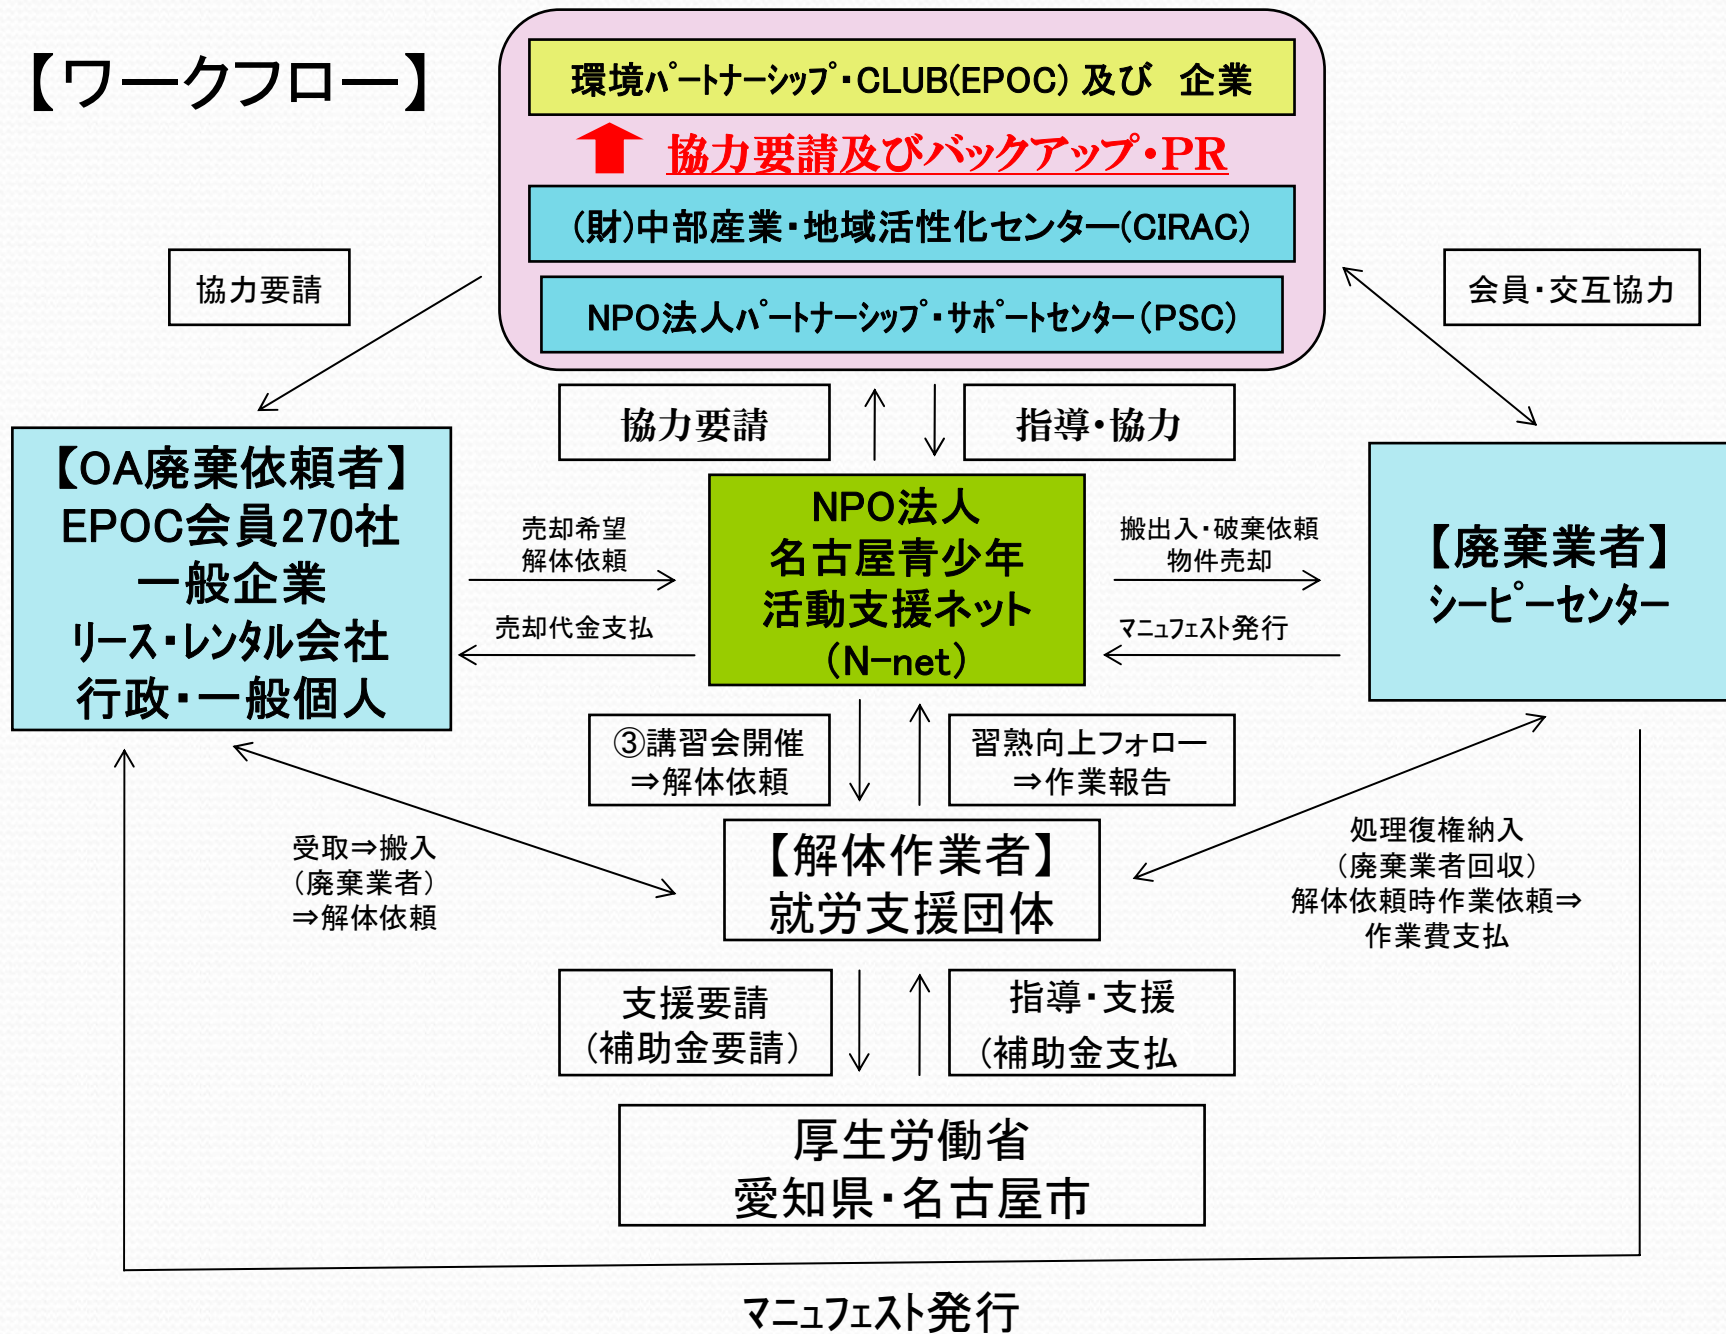 【ワークフロー】
環境ﾊﾟｰﾄﾅｰｼｯﾌﾟ・CLUB(EPOC) 及び　企業
協力要請及びバックアップ・PR
(財)中部産業・地域活性化センター(CIRAC)
NPO法人ﾊﾟｰﾄﾅｰｼｯﾌﾟ・ｻﾎﾟｰﾄｾﾝﾀｰ(PSC)
協力要請
会員・交互協力
協力要請
指導・協力
【OA廃棄依頼者】
EPOC会員270社
一般企業
ﾘｰｽ・ﾚﾝﾀﾙ会社
行政・一般個人
売却希望
解体依頼
売却代金支払
NPO法人
名古屋青少年
活動支援ネット
(N-net)
搬出入・破棄依頼
物件売却
ﾏﾆｭﾌｪｽﾄ発行
【廃棄業者】
ｼｰﾋﾟｰｾﾝﾀｰ
③講習会開催
⇒解体依頼
習熟向上フォロー
⇒作業報告
受取⇒搬入
(廃棄業者)
⇒解体依頼
【解体作業者】
就労支援団体
処理復権納入
(廃棄業者回収)
解体依頼時作業依頼⇒
作業費支払
支援要請
(補助金要請)
指導・支援
(補助金支払
厚生労働省
愛知県・名古屋市
ﾏﾆｭﾌｪｽﾄ発行